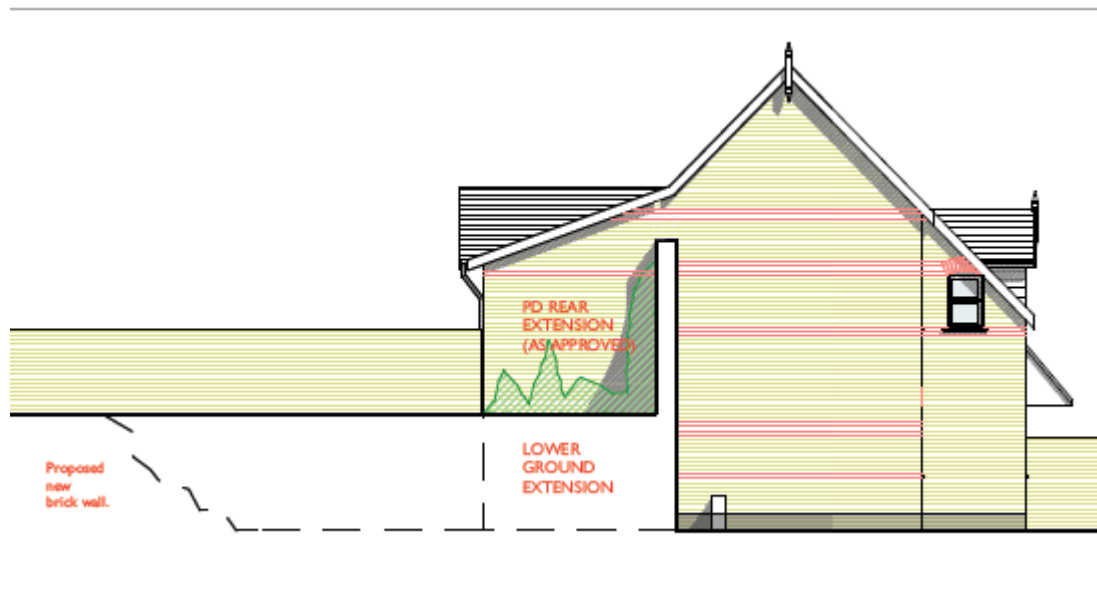 PD REAR
EXTENSION
(AS APPROVED)
LOWER
GROUND
EXTENSION
Proposed
new
brick wall.